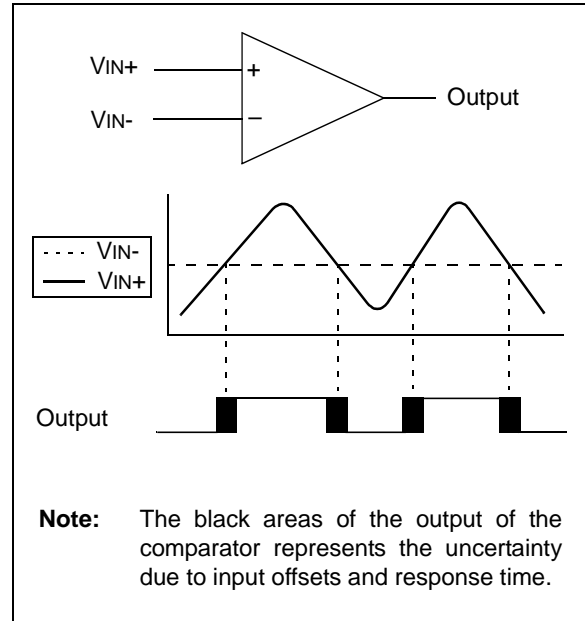 VIN+
+
Output
VIN-
–
VIN-
VIN+
Output
Note: The black areas of the output of the
comparator represents the uncertainty
due to input offsets and response time.